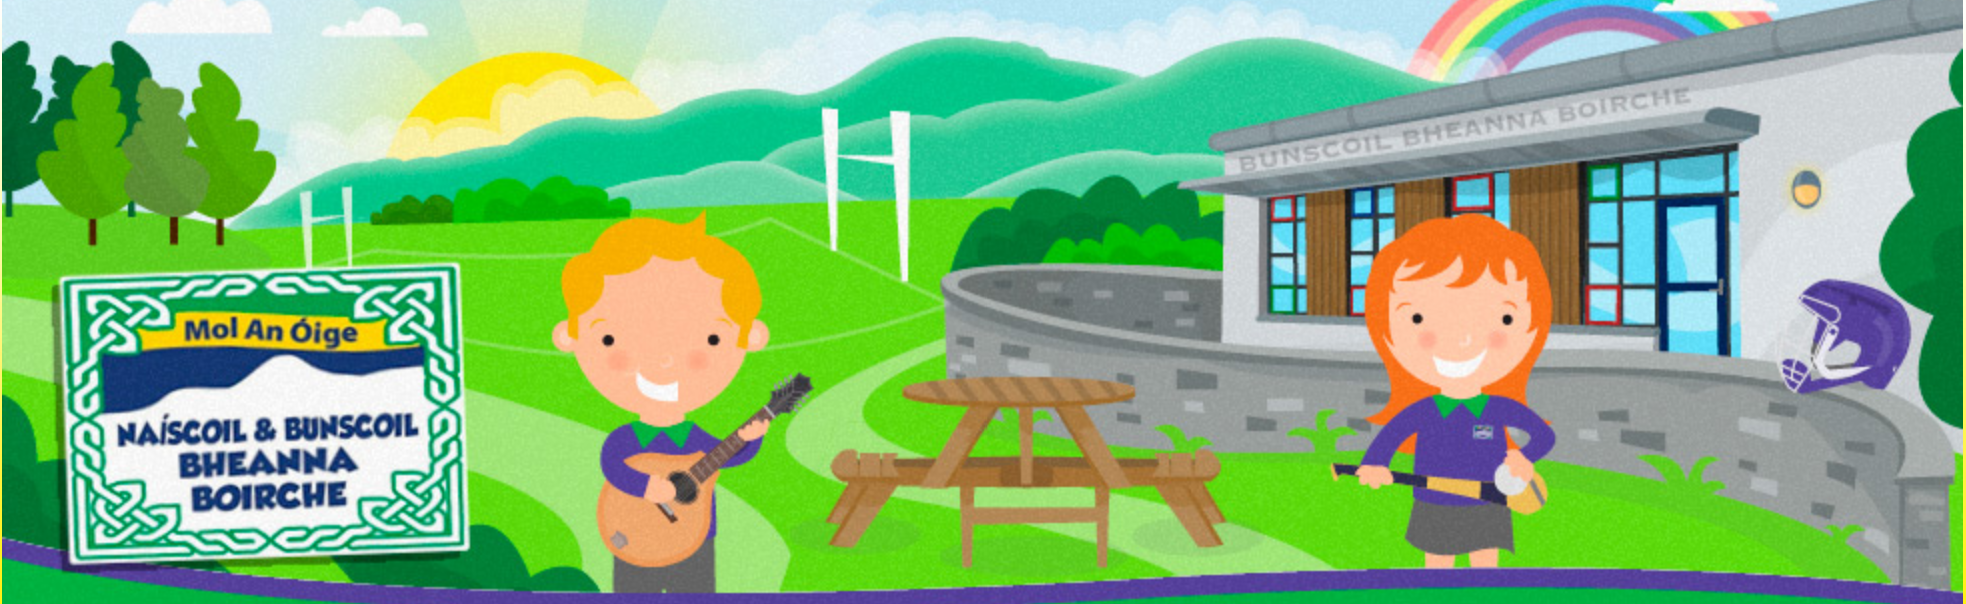 BUNSCOIL BHEANNA BOIRCHE
Mol An Óige
NAÍSCOIL & BUNSCOIL
BHEANNA
BOIRCHE